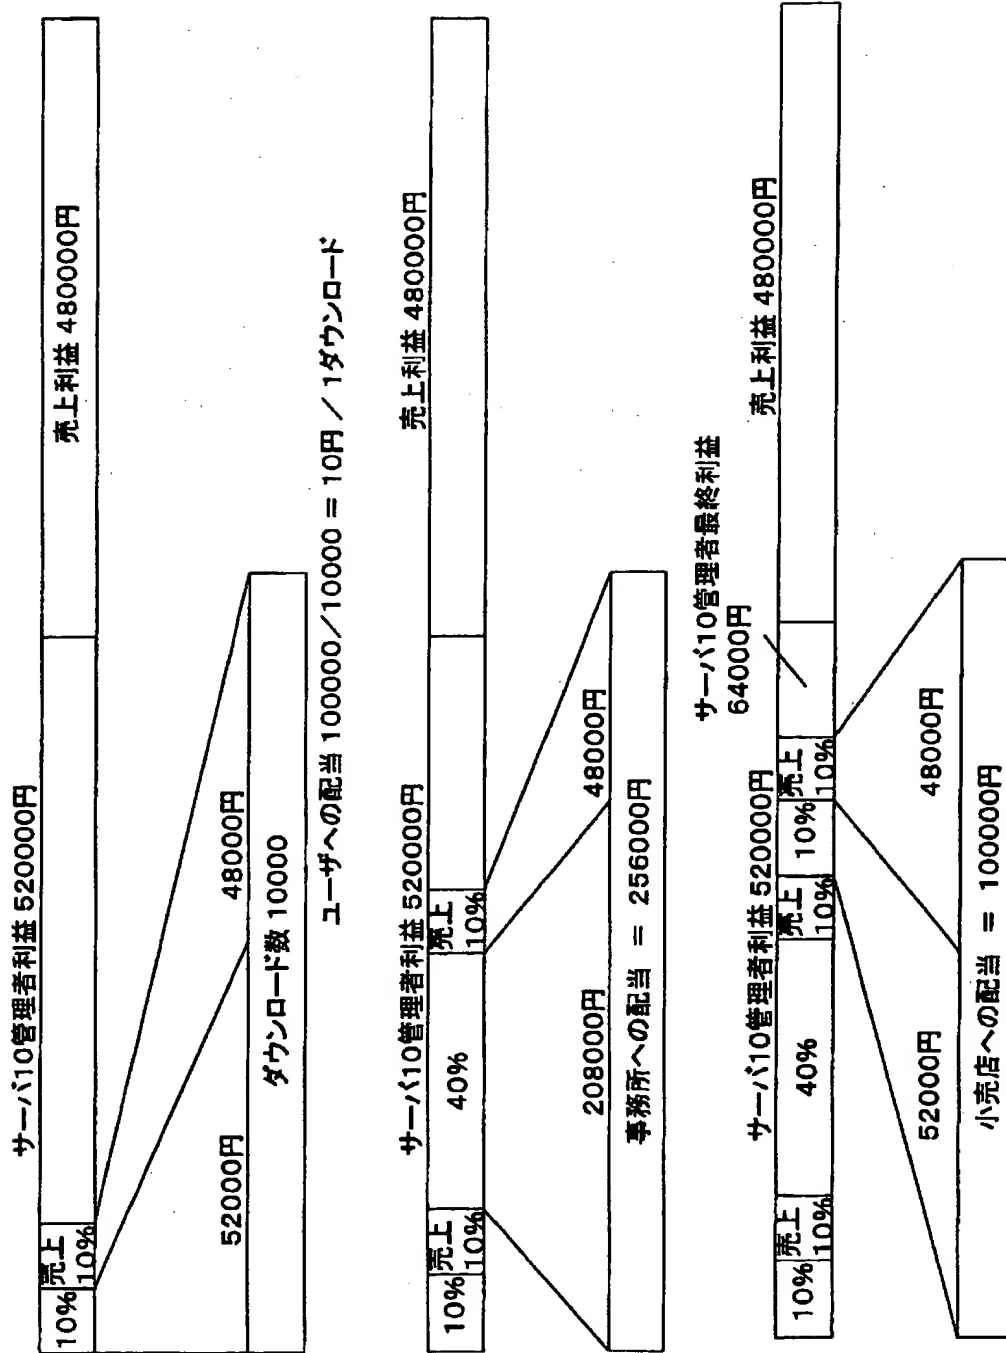 サーバ10管理者利益 520000円
売上利益 480000円
10%
売上
10%
52000円
48000円
ダウンロード数 10000
ユーザへの配当 100000/10000 = 10円 / 1ダウンロード
サーバ10管理者利益 520000円
売上利益 480000円
10%
売上
10%
40%
売上
10%
208000円
48000円
事務所への配当 = 256000円
サーバ10管理者最終利益
64000円
サーバ10管理者利益 520000円
売上利益 480000円
10%
売上
10%
40%
売上
10%
10%
売上
10%
52000円
48000円
小売店への配当 = 100000円